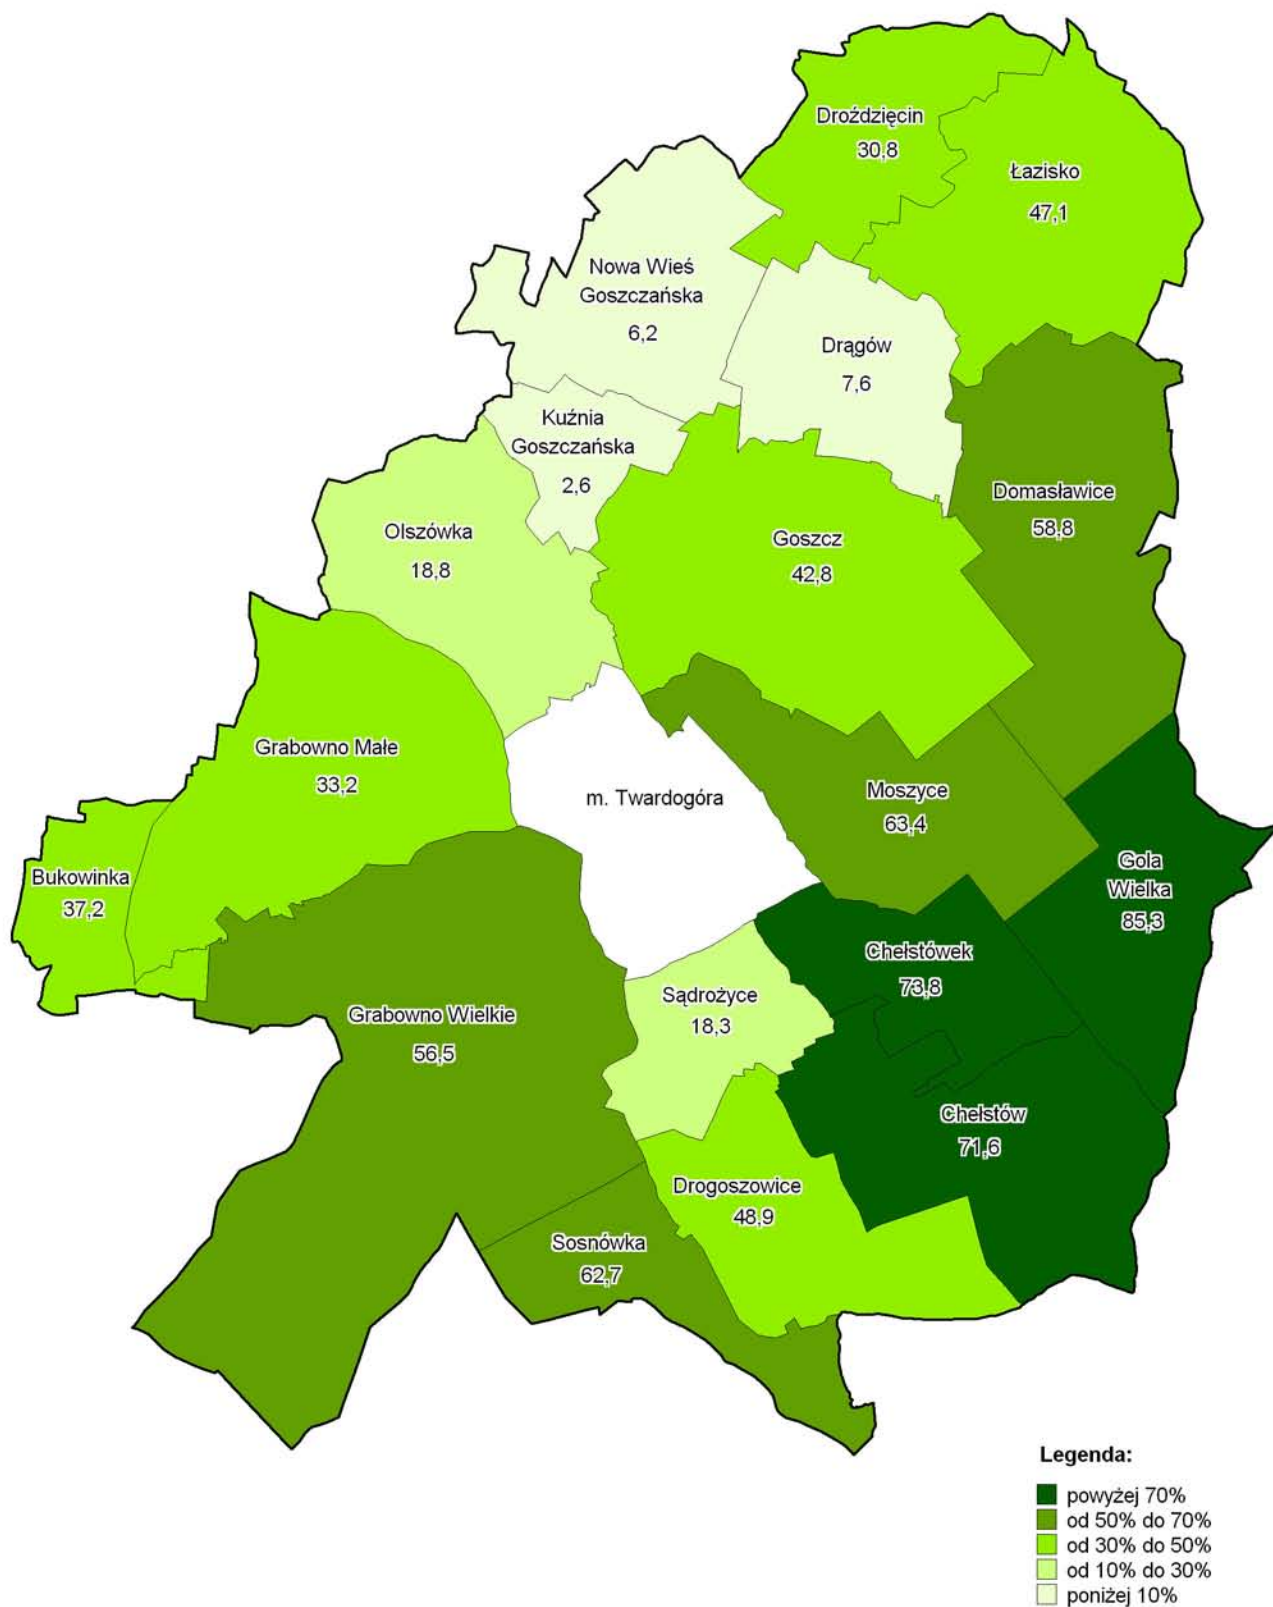 Droździęcin
30,8
Łazisko
47,1
Nowa Wieś
Goszczańska
6,2
Drągów
7,6
Kuźnia
Goszczańska
2,6
Domasławice
58,8
Olszówka
18,8
Goszcz
42,8
Grabowno Małe
33,2
m. Twardogóra
Moszyce
63,4
Gola
Wielka
85,3
Bukowinka
37,2
Chełstówek
73,8
Sądrożyce
18,3
Grabowno Wielkie
56,5
Chełstów
71,6
Drogoszowice
48,9
Sosnówka
62,7
Legenda:
powyżej 70%
od 50% do 70%
od 30% do 50%
od 10% do 30%
poniżej 10%